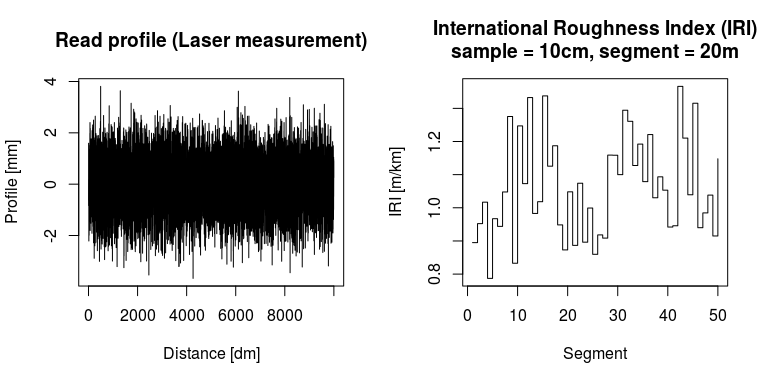 Read profile (Laser measurement)
Profile [mm]
4
2
0
-2
0 2000 4000 6000 8000
Distance [dm]
International Roughness Index (IRI)
sample = 10cm, segment = 20m
IRI [m/km]
1.2
1.0
0.8
0 10 20 30 40 50
Segment